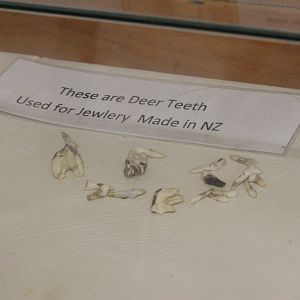 These are Deer Teeth
Used for Jewlery Made in NZ